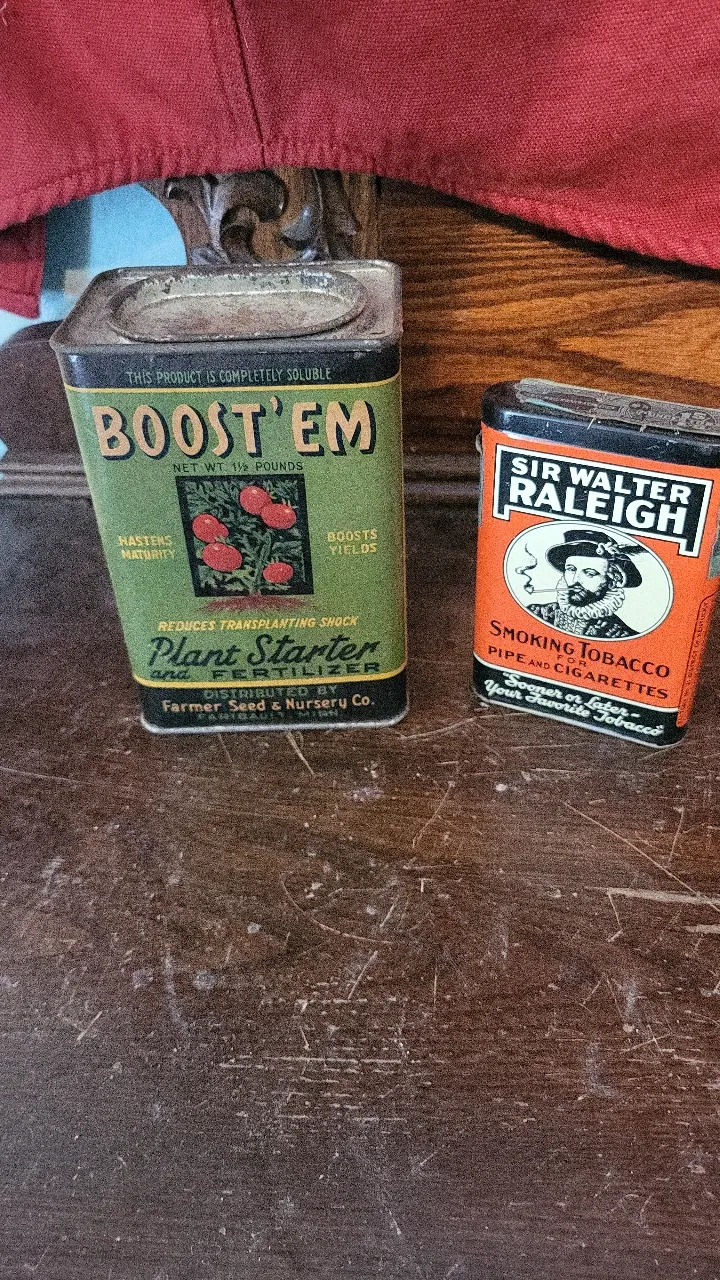 THIS PRODUCT IS COMPLETELY SOLUBLE
BOOST'EM
NET WT. 1½ POUNDS
HASTENS
MATURITY
BOOSTS
YIELDS
REDUCES TRANSPLANTING SHOCK
Plant Starter
and FERTILIZER
DISTRIBUTED BY
Farmer Seed & Nursery Co.
FARIBAULT MINN.
SIR WALTER
RALEIGH
SMOKING TOBACCO
FOR
PIPE AND CIGARETTES
"Sooner or Later-
Your Favorite Tobacco"